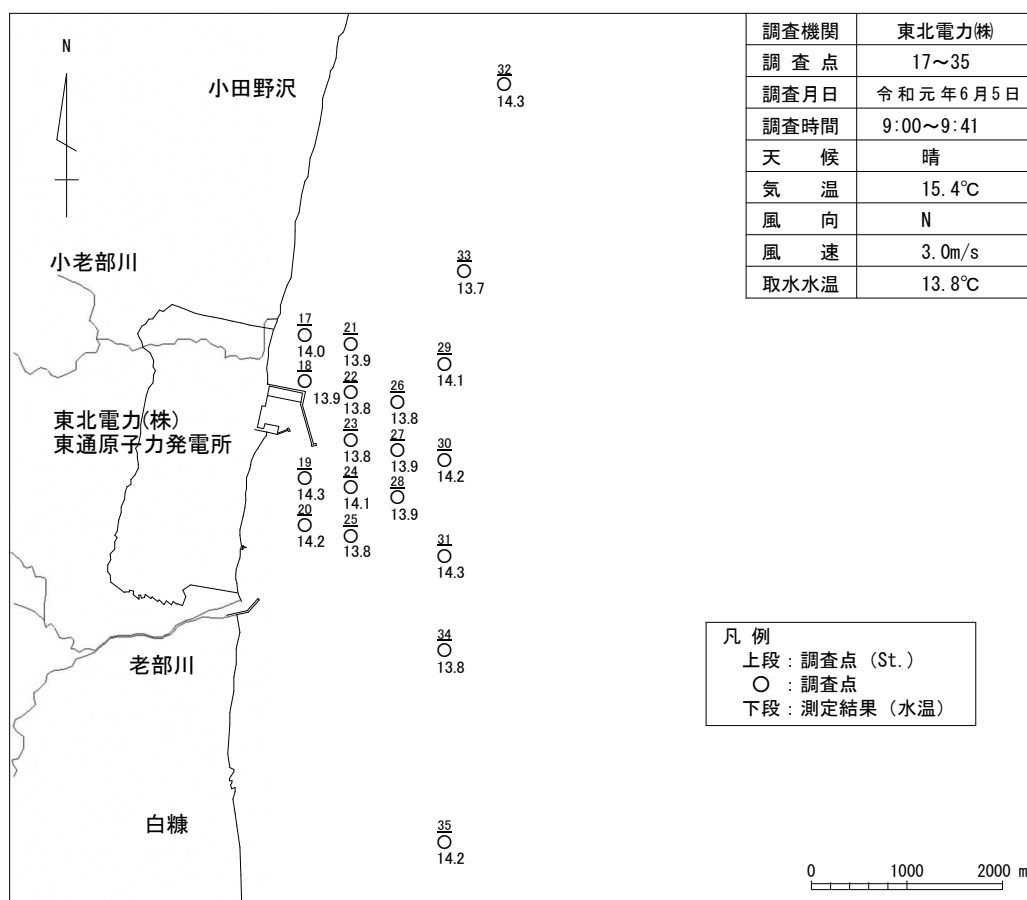 調査機関 東北電力㈱
調査点 17～35
調査月日 令和元年6月5日
調査時間 9:00～9:41
天候 晴
気温 15.4℃
風向 N
風速 3.0m/s
取水水温 13.8℃
N
小田野沢
32
14.3
小老部川
33
13.7
17
14.0
21
13.9
29
14.1
18
13.9
22
13.8
26
13.8
東北電力(株)
東通原子力発電所
23
13.8
27
13.9
30
14.2
19
14.3
24
14.1
28
13.9
20
14.2
25
13.8
31
14.3
老部川
34
13.8
凡例
上段：調査点（St.）
○：調査点
下段：測定結果（水温）
白糠
35
14.2
0 1000 2000 m